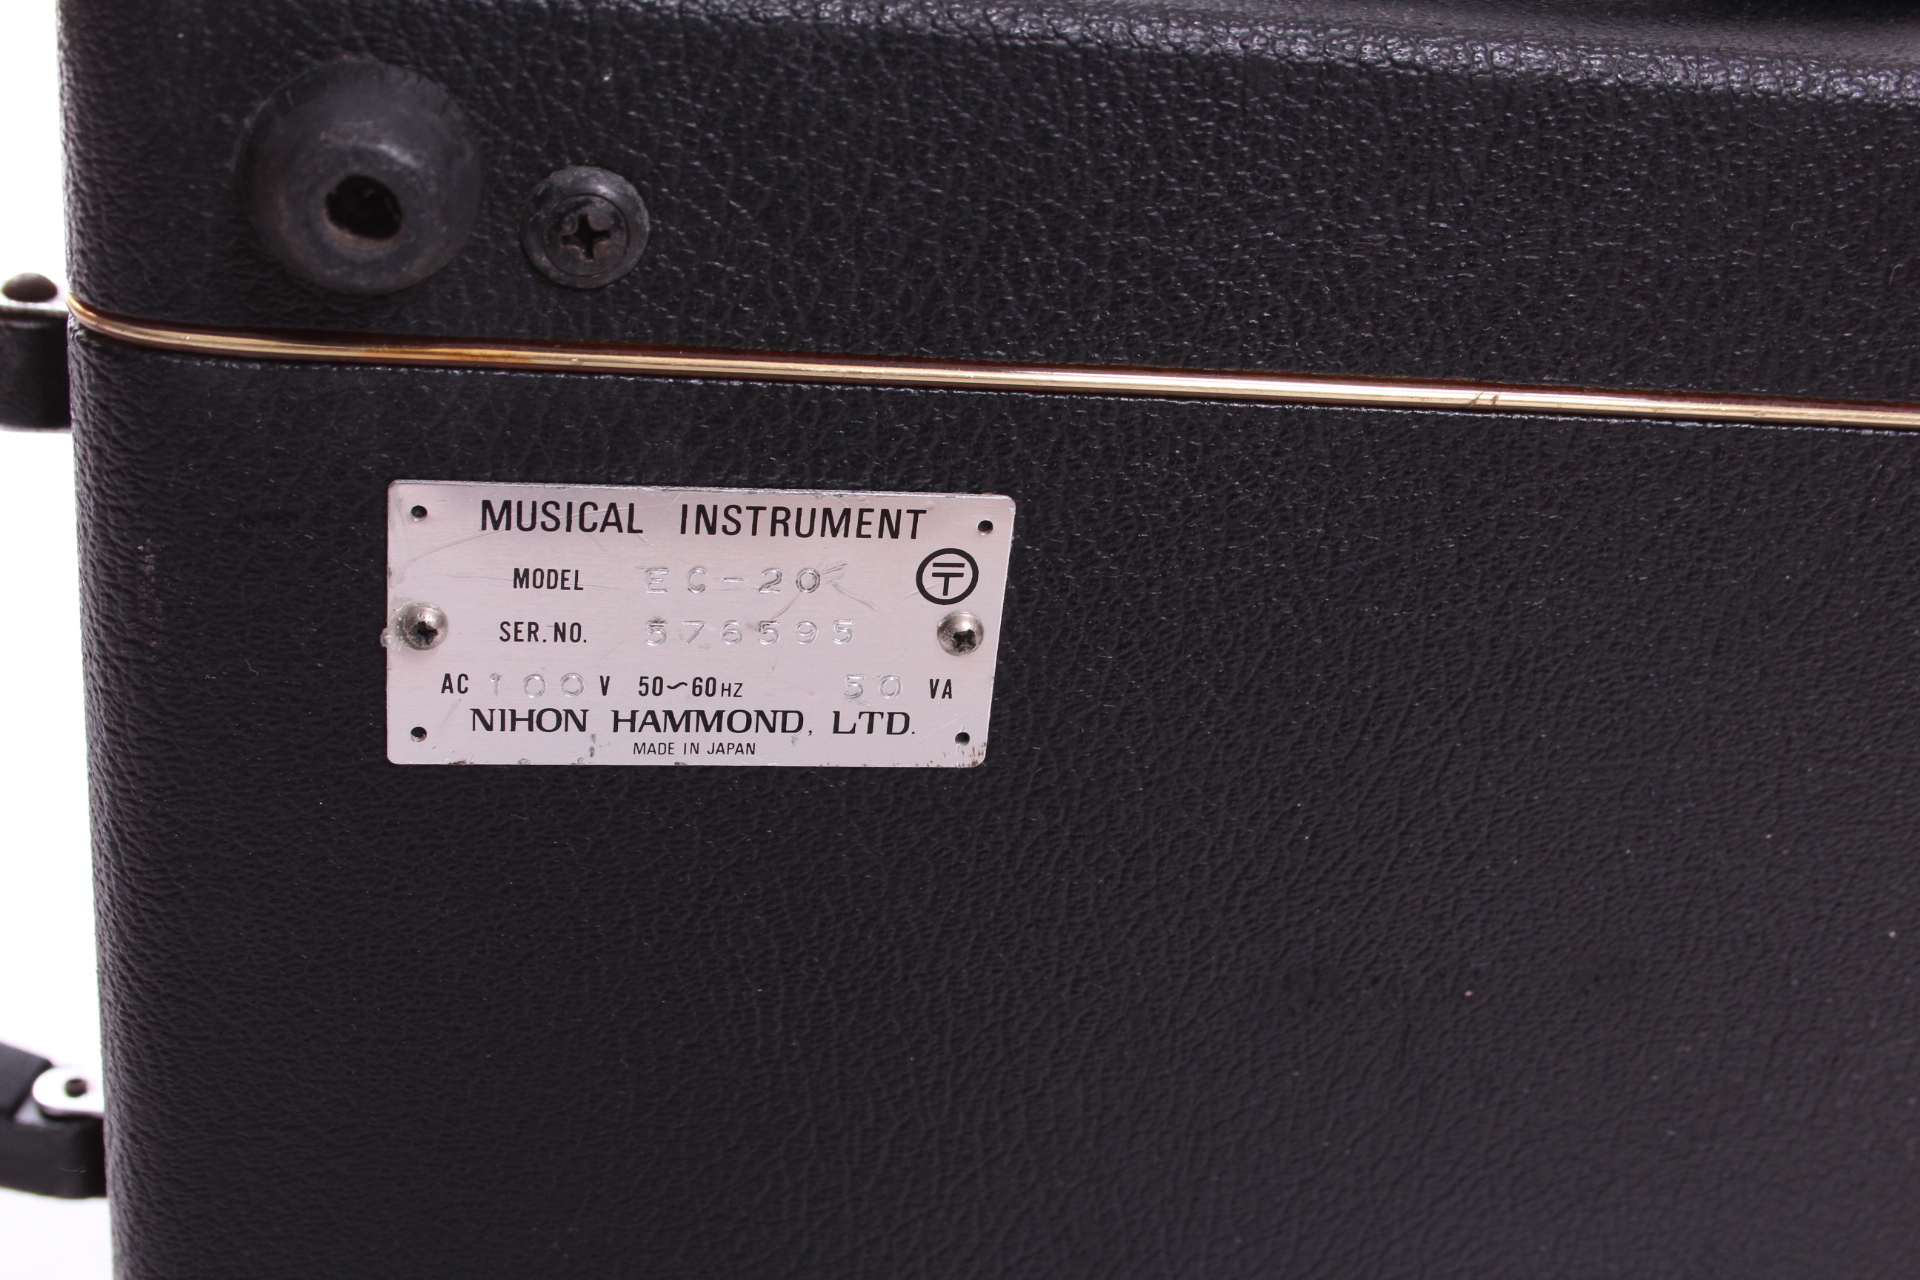 MUSICAL INSTRUMENT
MODEL EC-20
SER.NO. 576595
AC 100 V 50~60HZ 50 VA
NIHON HAMMOND, LTD.
MADE IN JAPAN